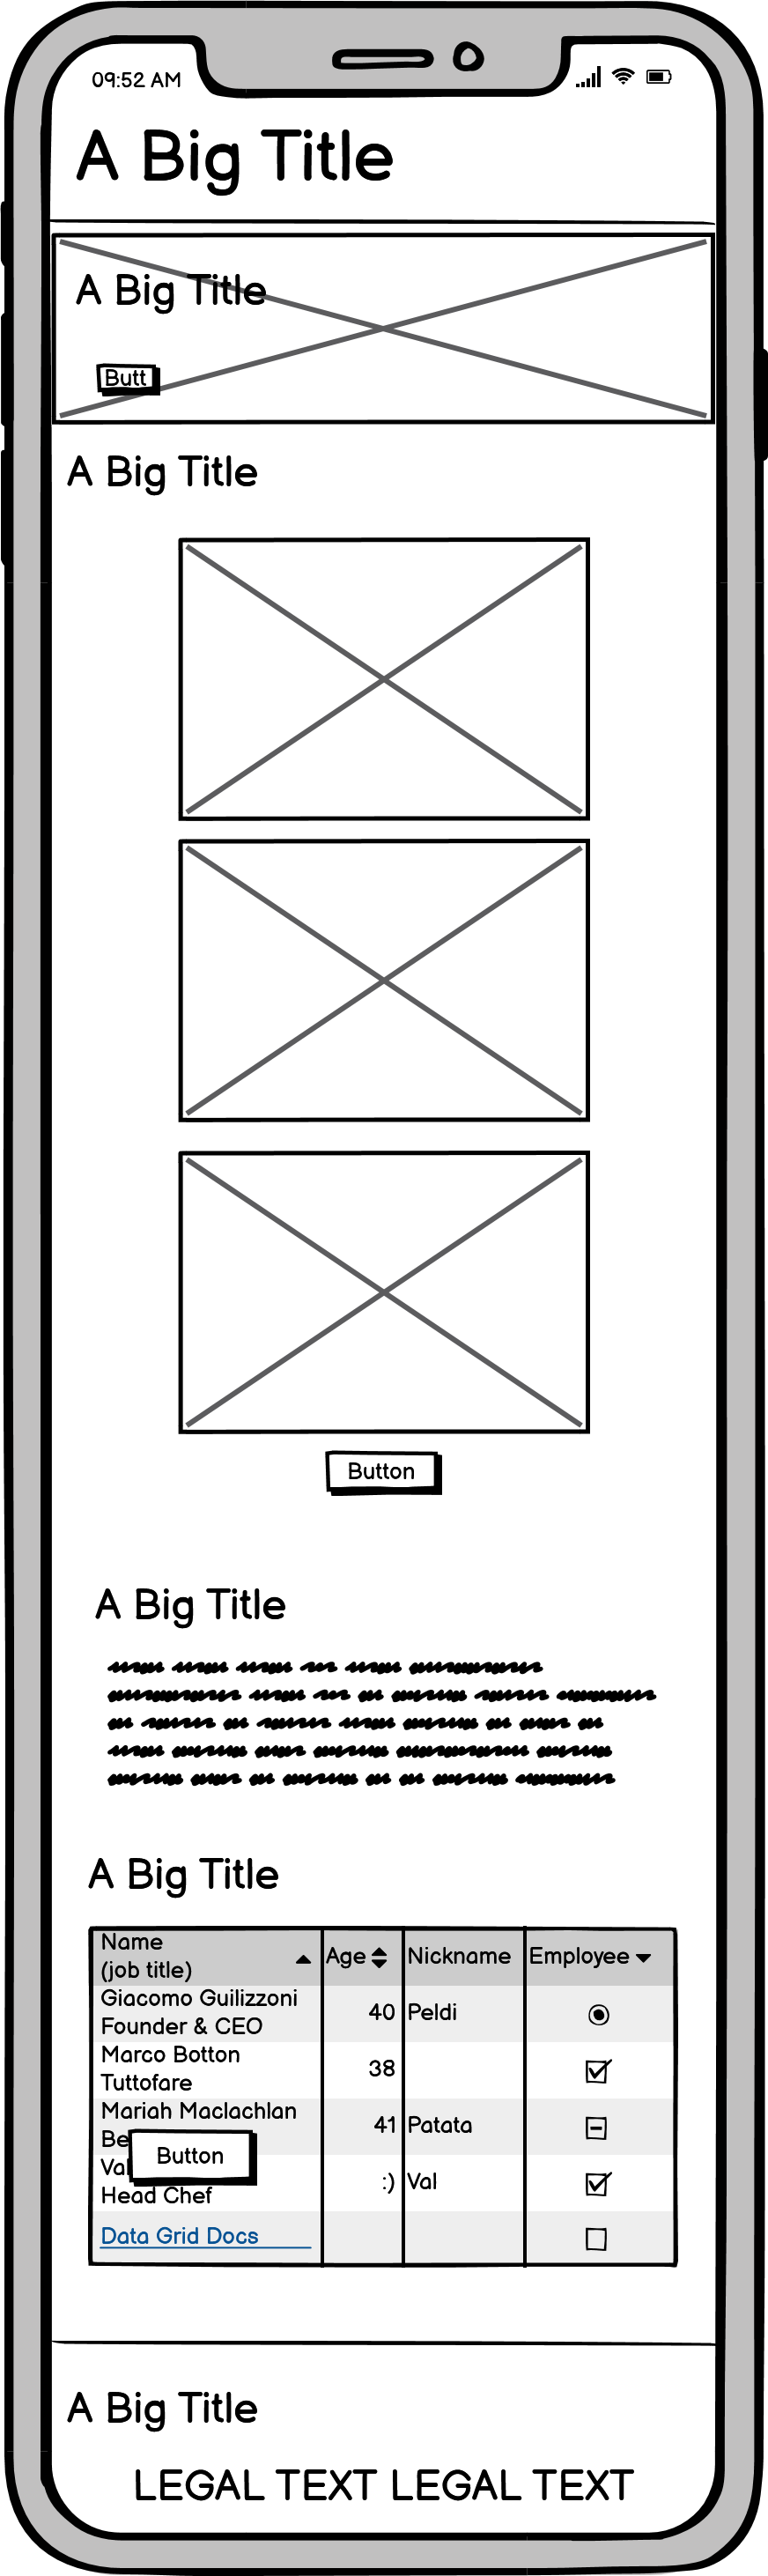 09:52 AM
A Big Title
A Big Title
Butt
A Big Title
Button
A Big Title
A Big Title
Name
(job title)
Age
Nickname
Employee
Giacomo Guilizzoni
Founder & CEO
40
Peldi
Marco Botton
Tuttofare
38
Mariah Maclachlan
41
Patata
Button
:)
Val
Head Chef
Data Grid Docs
A Big Title
LEGAL TEXT LEGAL TEXT